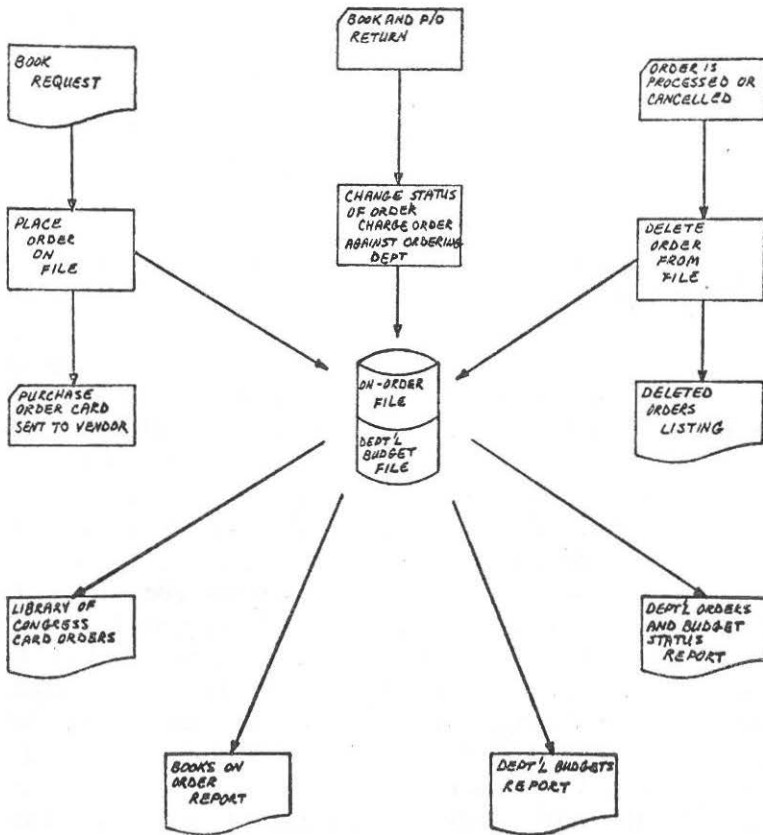 BOOK
REQUEST
BOOK AND P/O
RETURN
ORDER IS
PROCESSED OR
CANCELLED
PLACE
ORDER
ON
FILE
CHANGE STATUS
OF ORDER
CHARGE ORDER
AGAINST ORDERING
DEPT
DELETE
ORDER
FROM
FILE
PURCHASE
ORDER CARD
SENT TO VENDOR
ON-ORDER
FILE
DEPT'L
BUDGET
FILE
DELETED
ORDERS
LISTING
LIBRARY OF
CONGRESS
CARD ORDERS
DEPT'L ORDERS
AND BUDGET
STATUS
REPORT
BOOKS ON
ORDER
REPORT
DEPT'L BUDGETS
REPORT